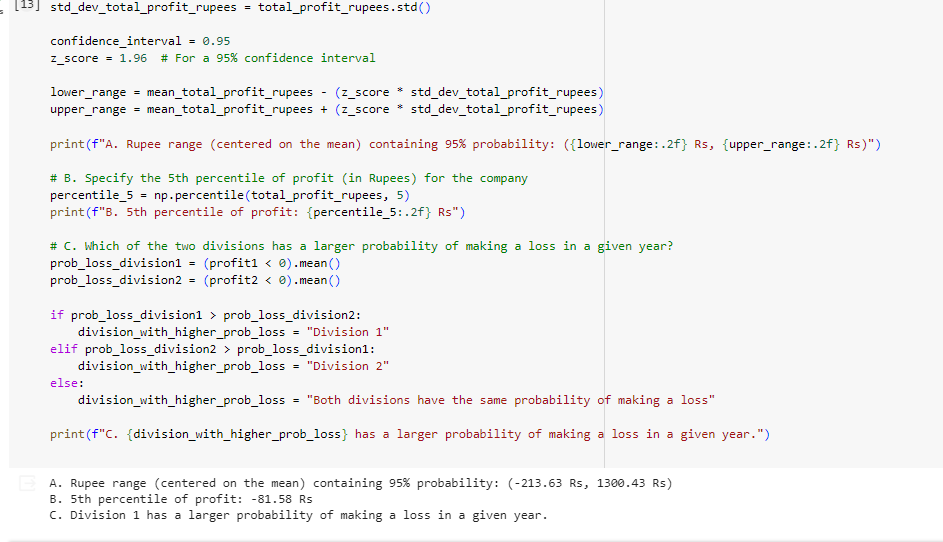 [13] std_dev_total_profit_rupees = total_profit_rupees.std()
confidence_interval = 0.95
z_score = 1.96  # For a 95% confidence interval
lower_range = mean_total_profit_rupees - (z_score * std_dev_total_profit_rupees)
upper_range = mean_total_profit_rupees + (z_score * std_dev_total_profit_rupees)
print(f"A. Rupee range (centered on the mean) containing 95% probability: ({lower_range:.2f} Rs, {upper_range:.2f} Rs)")
# B. Specify the 5th percentile of profit (in Rupees) for the company
percentile_5 = np.percentile(total_profit_rupees, 5)
print(f"B. 5th percentile of profit: {percentile_5:.2f} Rs")
# C. Which of the two divisions has a larger probability of making a loss in a given year?
prob_loss_division1 = (profit1 < 0).mean()
prob_loss_division2 = (profit2 < 0).mean()
if prob_loss_division1 > prob_loss_division2:
    division_with_higher_prob_loss = "Division 1"
elif prob_loss_division2 > prob_loss_division1:
    division_with_higher_prob_loss = "Division 2"
else:
    division_with_higher_prob_loss = "Both divisions have the same probability of making a loss"
print(f"C. {division_with_higher_prob_loss} has a larger probability of making a loss in a given year.")
A. Rupee range (centered on the mean) containing 95% probability: (-213.63 Rs, 1300.43 Rs)
B. 5th percentile of profit: -81.58 Rs
C. Division 1 has a larger probability of making a loss in a given year.